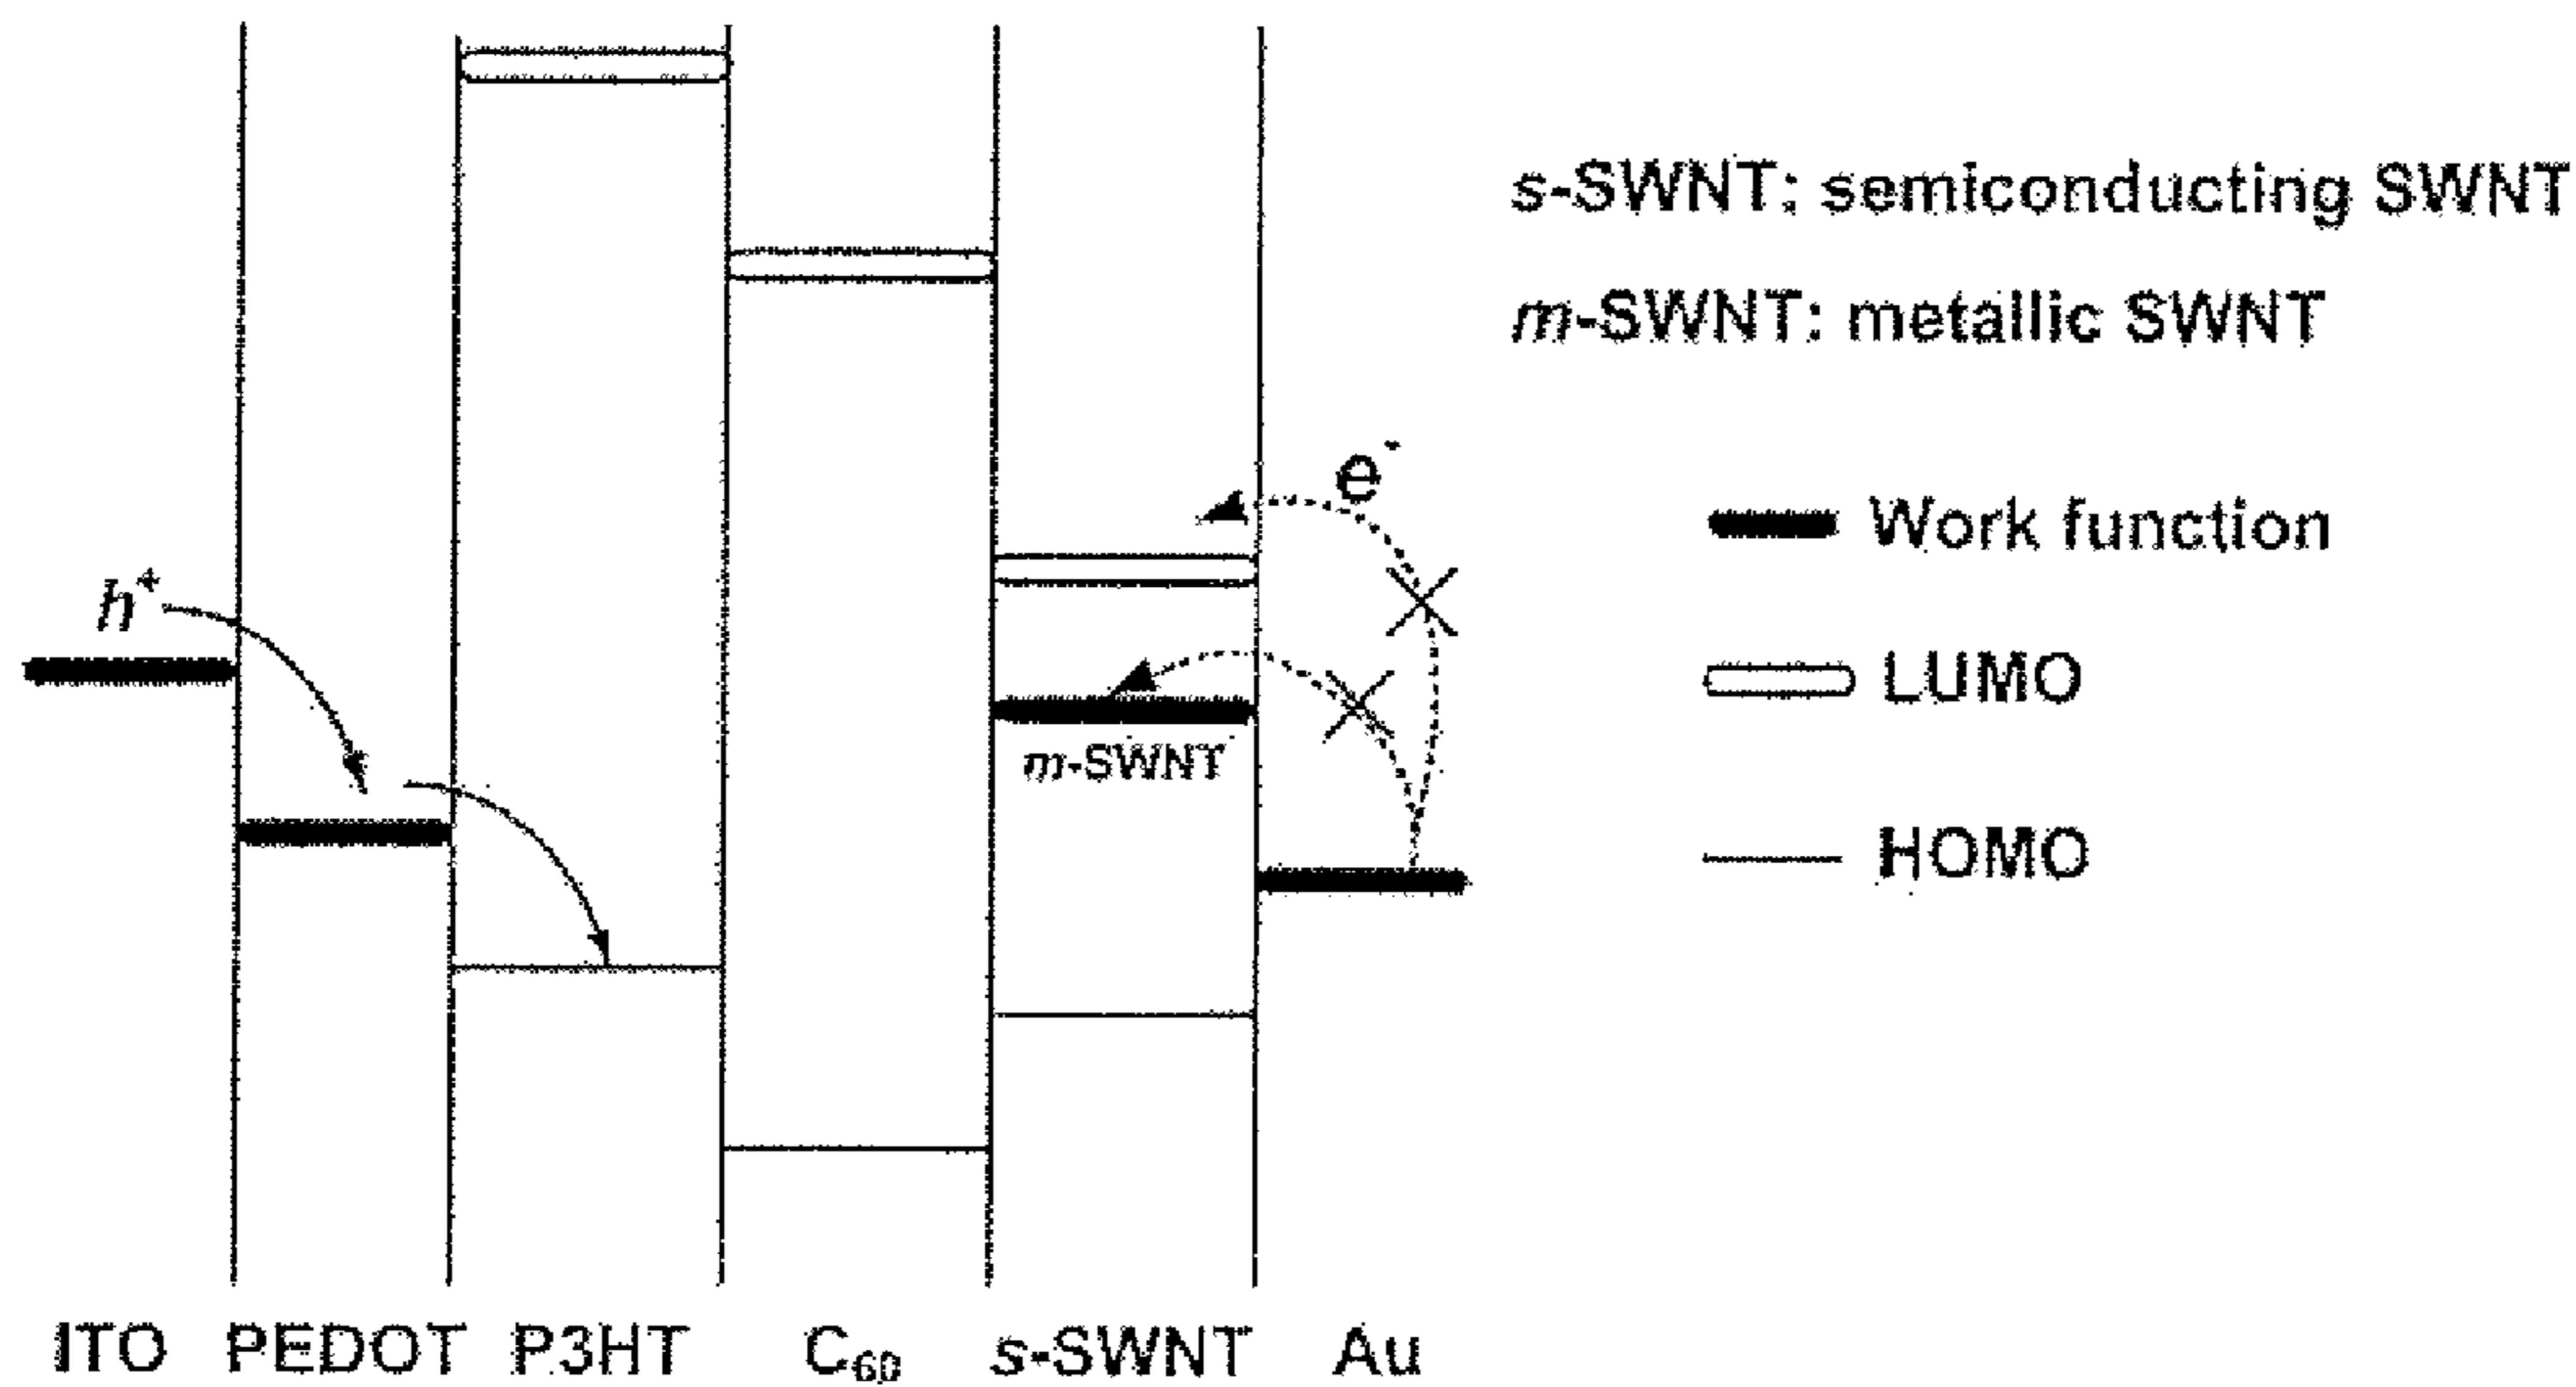 s-SWNT: semiconducting SWNT
m-SWNT: metallic SWNT
e-
Work function
h+
LUMO
m-SWNT
HOMO
ITO PEDOT P3HT C60 s-SWNT Au